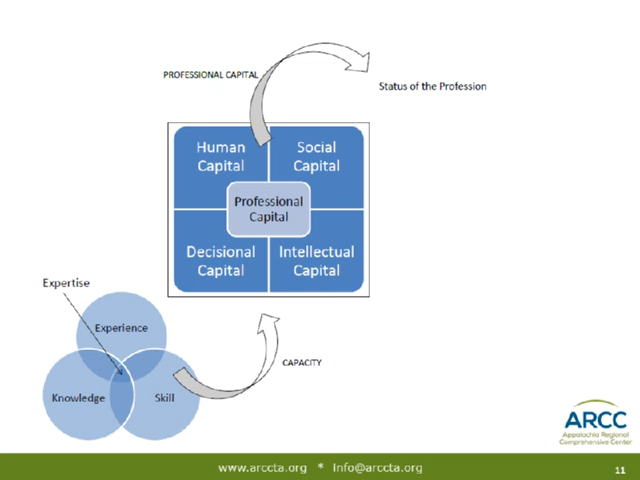 PROFESSIONAL CAPITAL
Status of the Profession
Human
Capital
Social
Capital
Professional
Capital
Decisional
Capital
Intellectual
Capital
Expertise
Experience
CAPACITY
Knowledge
Skill
ARCC
Appalachia Regional
Comprehensive Center
www.arccta.org * Info@arccta.org
11